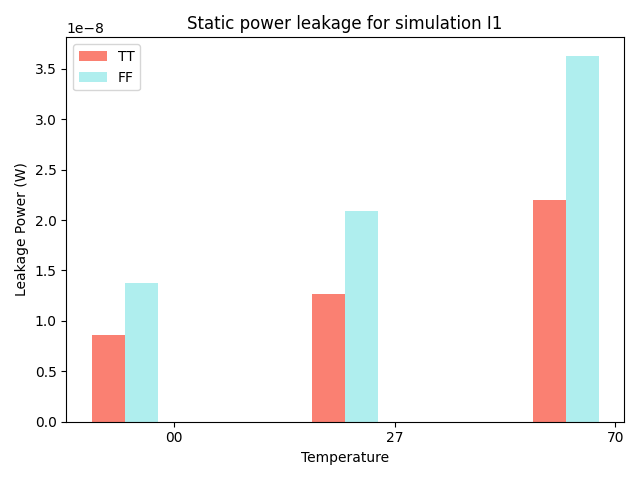 Static power leakage for simulation I1
1e−8
TT
FF
3.5
3.0
2.5
2.0
1.5
1.0
0.5
0.0
Leakage Power (W)
00
27
70
Temperature